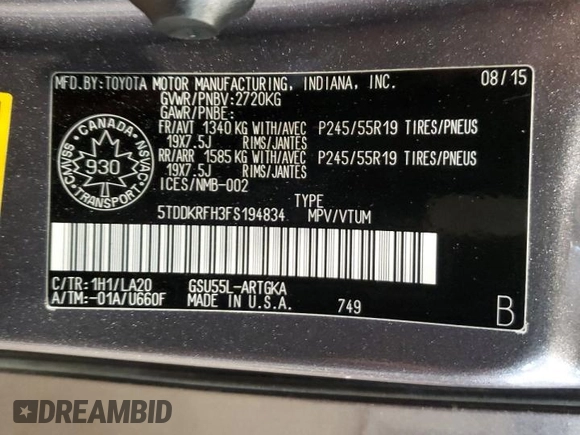 MFD.BY:TOYOTA MOTOR MANUFACTURING, INDIANA, INC. 08/15
GVWR/PNBV:2720KG
GAWR/PNBE:
FR/AVT 1340 KG WITH/AVEC P245/55R19 TIRES/PNEUS
19X7.5J RIMS/JANTES
RR/ARR 1585 KG WITH/AVEC P245/55R19 TIRES/PNEUS
19X7.5J RIMS/JANTES
ICES/NMB-002
CANADA
CMVSS 930 NSVAC
TRANSPORT
TYPE
5TDDKRFH3FS194834 MPV/VTUM
C/TR: 1H1/LA20 GSU55L-ARTGKA
A/TM:-01A/U660F MADE IN U.S.A. 749
B
DREAMBID